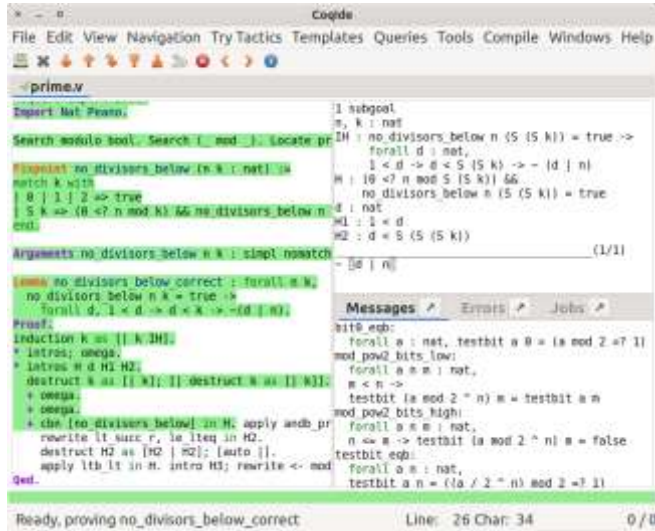 Coqide
File Edit View Navigation Try Tactics Templates Queries Tools Compile Windows Help
prime.v
Import Nat Peano.
Search modulo bool. Search (_ mod _). Locate pr
Fixpoint no_divisors_below (n k : nat) :=
match k with
| 0 | 1 | 2 => true
| S k => (0 <? n mod k) && no_divisors_below n
end.
Arguments no_divisors_below n k : simpl nomatch
Lemma no_divisors_below_correct : forall n k,
no_divisors_below n k = true ->
forall d, 1 < d -> d < k -> ~(d | n).
Proof.
induction k as [| k IH].
* intros; omega.
* intros H d H1 H2.
destruct k as [| k]; [| destruct k as [| k]].
+ omega.
+ omega.
+ cbn [no_divisors_below] in H. apply andb_pr
rewrite lt_succ_r, le_lteq in H2.
destruct H2 as [H2 | H2]; [auto |].
apply ltb_lt in H. intro H3; rewrite <- mod
Qed.
1 subgoal
n, k : nat
IH : no_divisors_below n (S (S k)) = true ->
forall d : nat,
1 < d -> d < S (S k) -> ~ (d | n)
H : (0 <? n mod S (S k)) &&
no_divisors_below n (S (S k)) = true
d : nat
H1 : 1 < d
H2 : d < S (S (S k))
(1/1)
~ (d | n)
Messages Errors Jobs
bit0_eqb:
forall a : nat, testbit a 0 = (a mod 2 =? 1)
mod_pow2_bits_low:
forall a n m : nat,
m < n ->
testbit (a mod 2 ^ n) m = testbit a m
mod_pow2_bits_high:
forall a n m : nat,
n <= m -> testbit (a mod 2 ^ n) m = false
testbit_eqb:
forall a n : nat,
testbit a n = ((a / 2 ^ n) mod 2 =? 1)
Ready, proving no_divisors_below_correct Line: 26 Char: 34 0 / 0